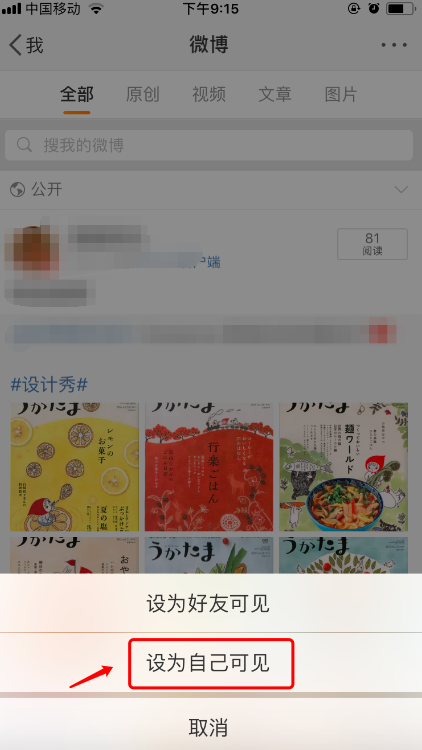 中国移动
下午9:15
我
微博
全部
原创
视频
文章
图片
搜我的微博
公开
81
阅读
户端
#设计秀#
うかたま
うかたま
うかたま
レモンの
お菓子
夏の塩
行楽ごはん
麺ワールド
うかたま
うかたま
うかたま
おや
设为好友可见
设为自己可见
取消